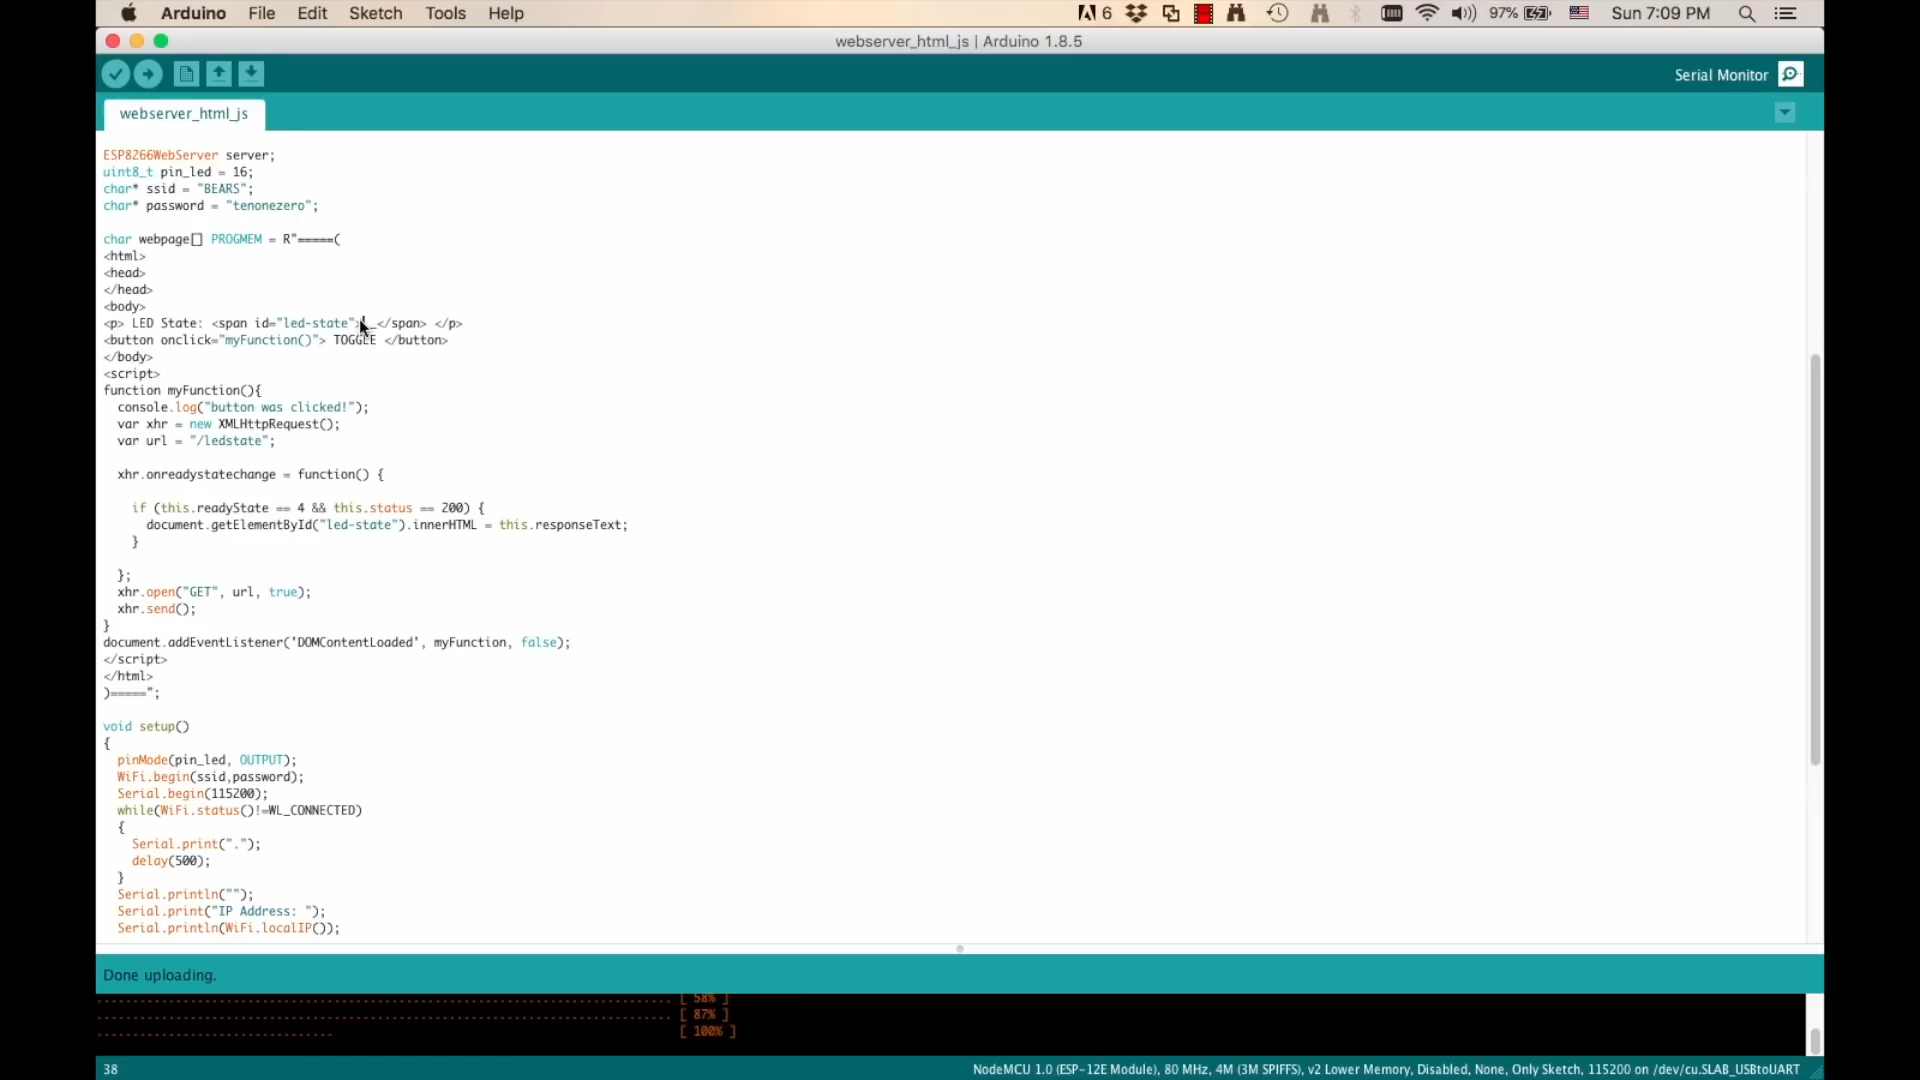 Arduino File Edit Sketch Tools Help 6 97% Sun 7:09 PM
webserver_html_js | Arduino 1.8.5
Serial Monitor
webserver_html_js
ESP8266WebServer server;
uint8_t pin_led = 16;
char* ssid = "BEARS";
char* password = "tenonezero";
char webpage[] PROGMEM = R"=====(
<html>
<head>
</head>
<body>
<p> LED State: <span id="led-state">__</span> </p>
<button onclick="myFunction()"> TOGGLE </button>
</body>
<script>
function myFunction(){
console.log("button was clicked!");
var xhr = new XMLHttpRequest();
var url = "/ledstate";
xhr.onreadystatechange = function() {
if (this.readyState == 4 && this.status == 200) {
document.getElementById("led-state").innerHTML = this.responseText;
}
};
xhr.open("GET", url, true);
xhr.send();
}
document.addEventListener('DOMContentLoaded', myFunction, false);
</script>
</html>
)=====";
void setup()
{
pinMode(pin_led, OUTPUT);
WiFi.begin(ssid,password);
Serial.begin(115200);
while(WiFi.status()!=WL_CONNECTED)
{
Serial.print(".");
delay(500);
}
Serial.println("");
Serial.print("IP Address: ");
Serial.println(WiFi.localIP());
Done uploading.
................................................................................ [ 58% ]
................................................................................ [ 87% ]
................................ [ 100% ]
38 NodeMCU 1.0 (ESP-12E Module), 80 MHz, 4M (3M SPIFFS), v2 Lower Memory, Disabled, None, Only Sketch, 115200 on /dev/cu.SLAB_USBtoUART